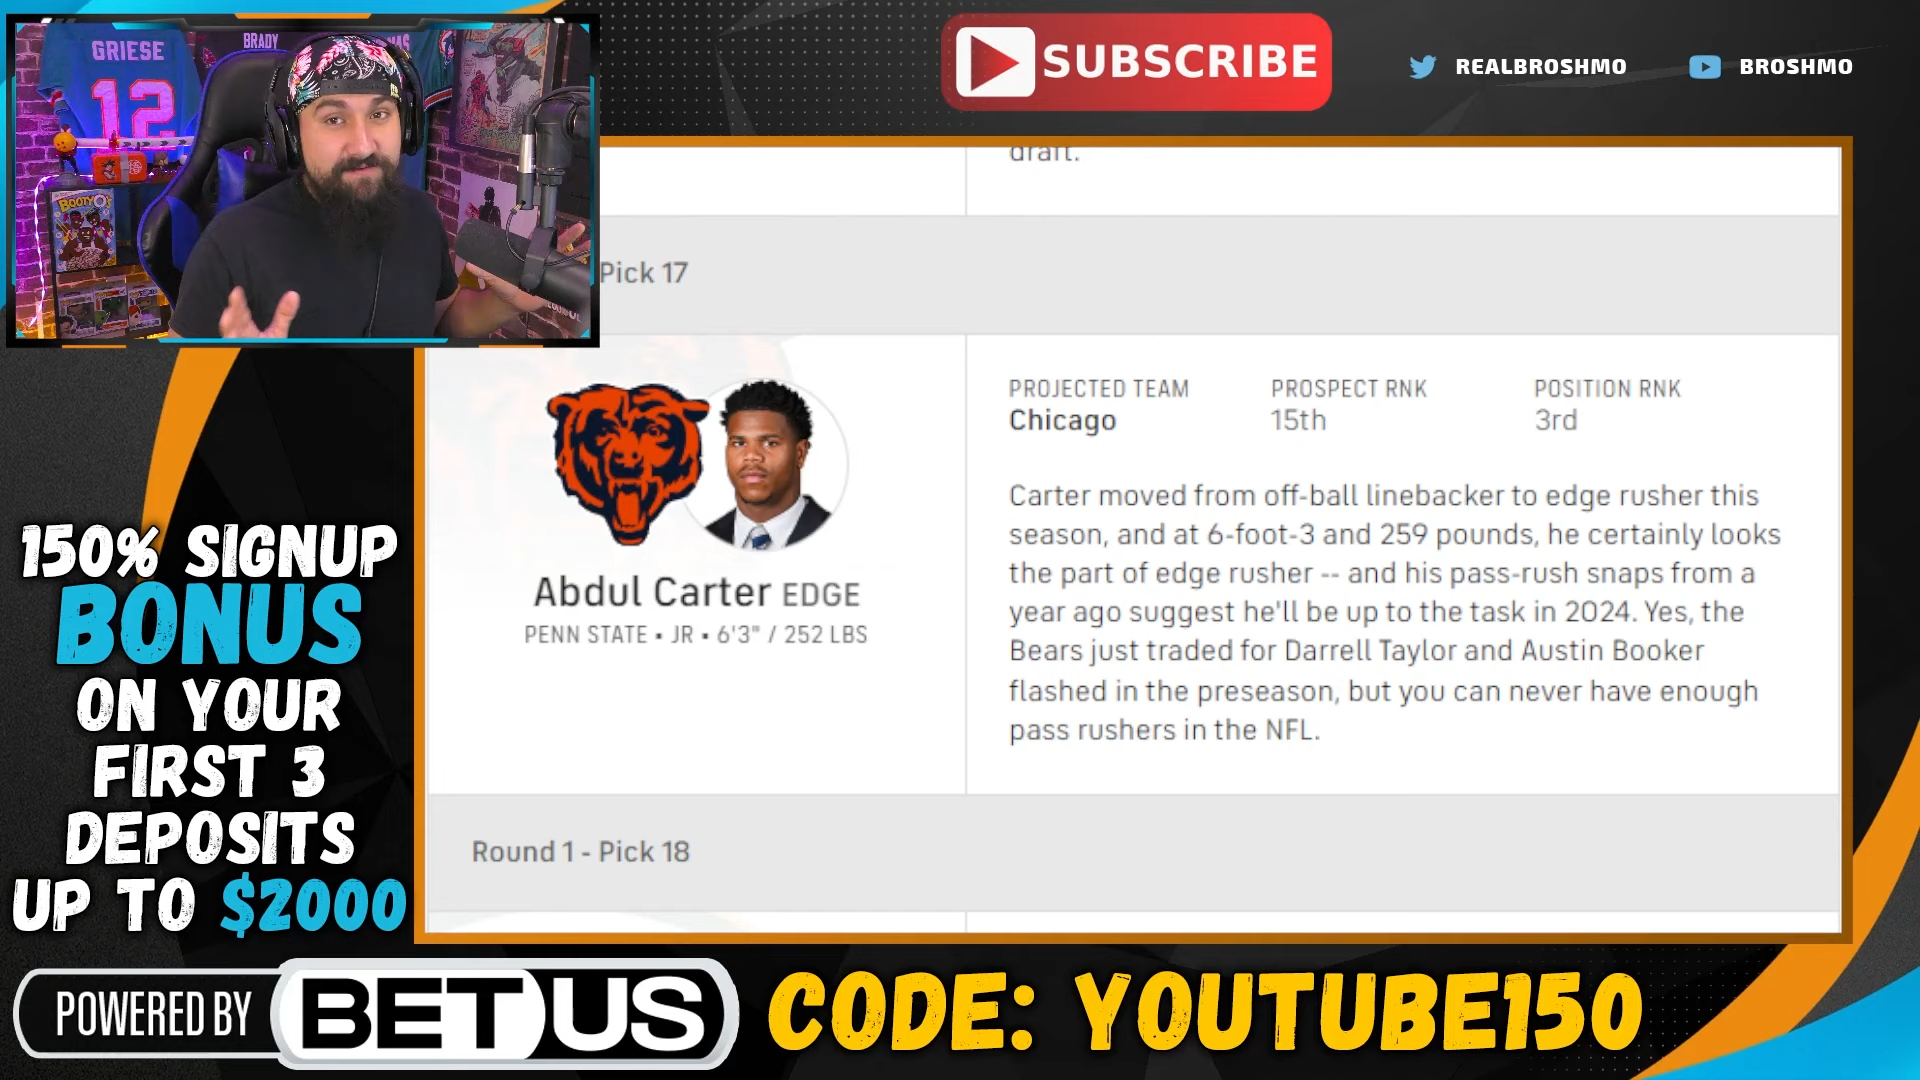 GRIESE
12
BRADY
BOOTY O's
SUBSCRIBE
REALBROSHMO
BROSHMO
draft.
Pick 17
PROJECTED TEAM
Chicago
PROSPECT RNK
15th
POSITION RNK
3rd
Abdul Carter EDGE
PENN STATE • JR • 6'3" / 252 LBS
Carter moved from off-ball linebacker to edge rusher this
season, and at 6-foot-3 and 259 pounds, he certainly looks
the part of edge rusher -- and his pass-rush snaps from a
year ago suggest he'll be up to the task in 2024. Yes, the
Bears just traded for Darrell Taylor and Austin Booker
flashed in the preseason, but you can never have enough
pass rushers in the NFL.
Round 1 - Pick 18
150% SIGNUP
BONUS
ON YOUR
FIRST 3
DEPOSITS
UP TO $2000
POWERED BY
BETUS
CODE: YOUTUBE150